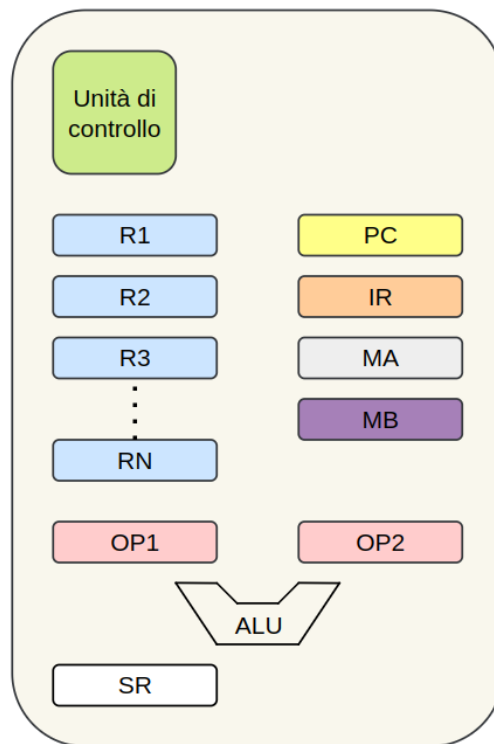 Unità di
controllo
R1
PC
R2
IR
R3
MA
MB
RN
OP1
OP2
ALU
SR